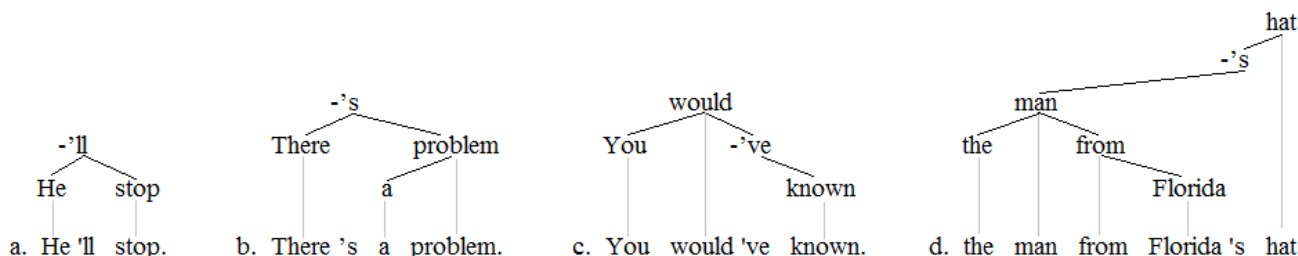 hat
-'s
-'s would man
-'ll There problem You -'ve the from
He stop a known Florida
a. He 'll stop. b. There 's a problem. c. You would 've known. d. the man from Florida 's hat